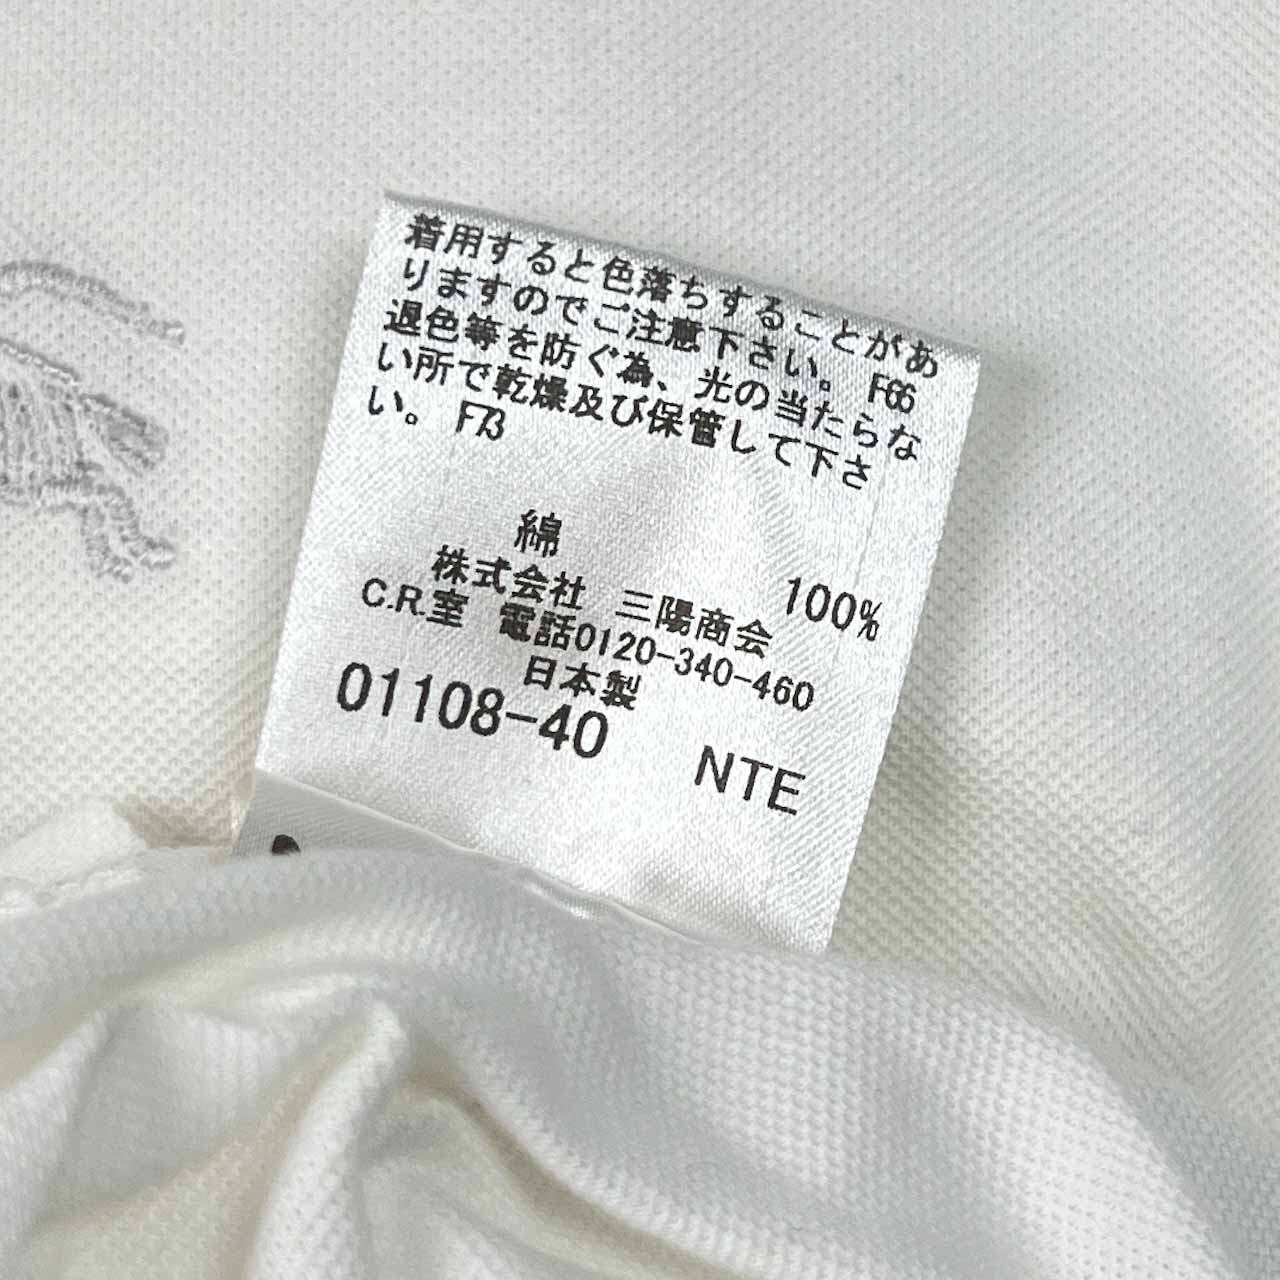 着用すると色落ちすることがあ
りますのでご注意下さい。 F66
退色等を防ぐ為、光の当たらな
い所で乾燥及び保管して下さ
い。 F73
綿 100%
株式会社 三陽商会
C.R.室 電話0120-340-460
日本製
01108-40 NTE